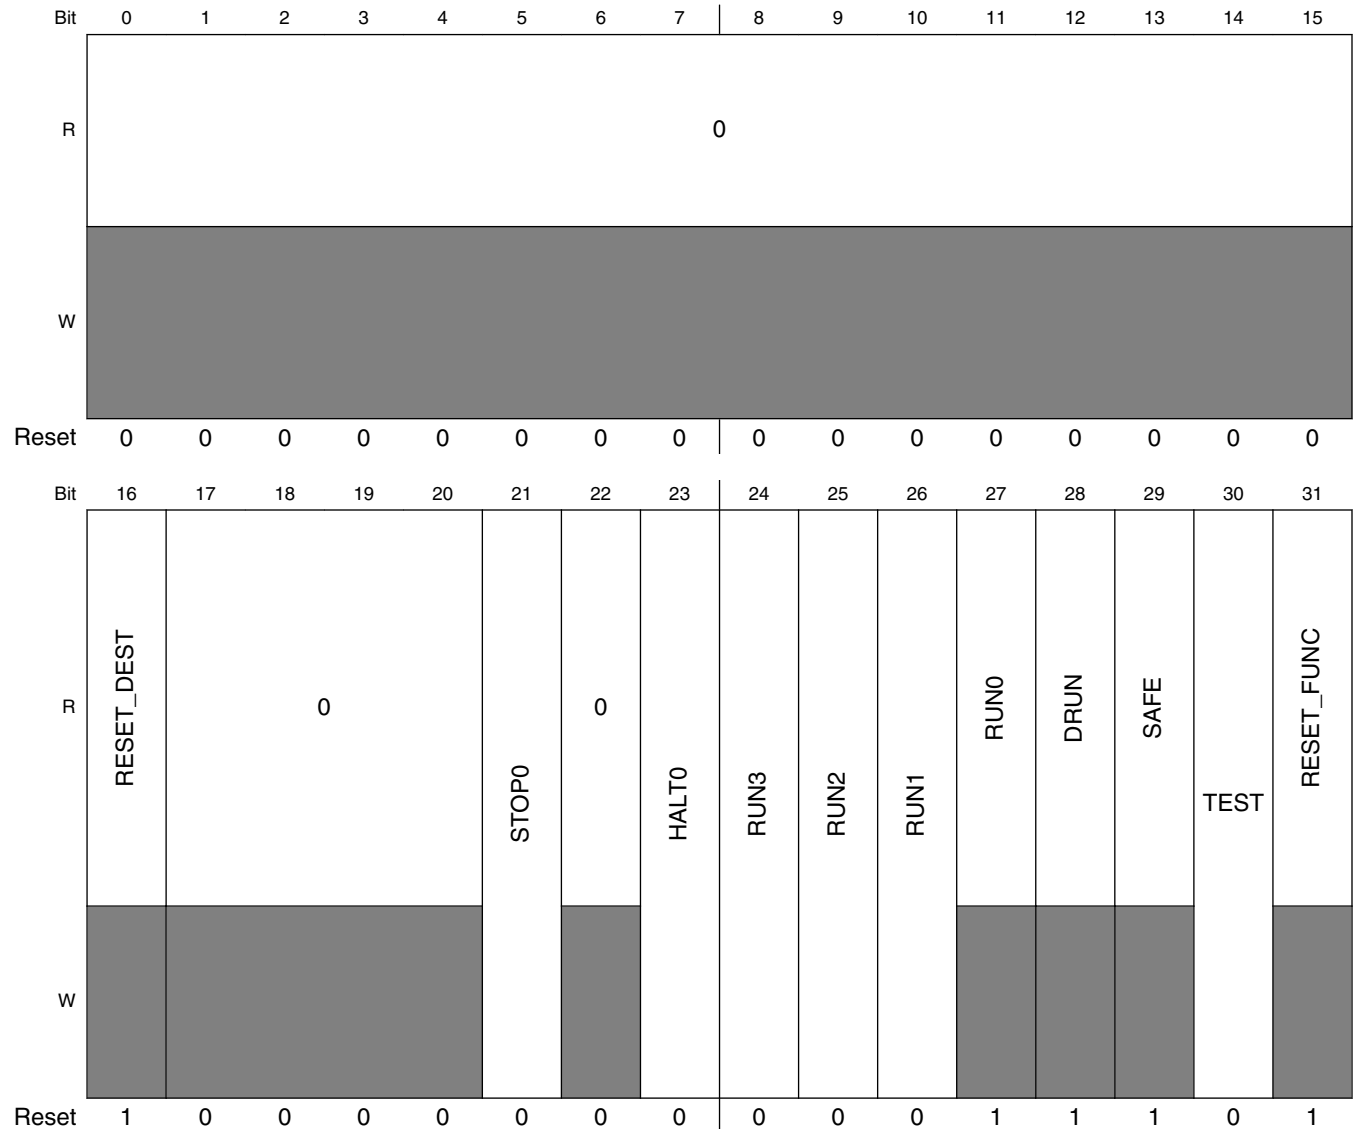 Bit 0 1 2 3 4 5 6 7 8 9 10 11 12 13 14 15
R 0
W
Reset 0 0 0 0 0 0 0 0 0 0 0 0 0 0 0 0
Bit 16 17 18 19 20 21 22 23 24 25 26 27 28 29 30 31
R RESET_DEST 0 STOP0 0 HALT0 RUN3 RUN2 RUN1 RUN0 DRUN SAFE TEST RESET_FUNC
W
Reset 1 0 0 0 0 0 0 0 0 0 0 1 1 1 0 1